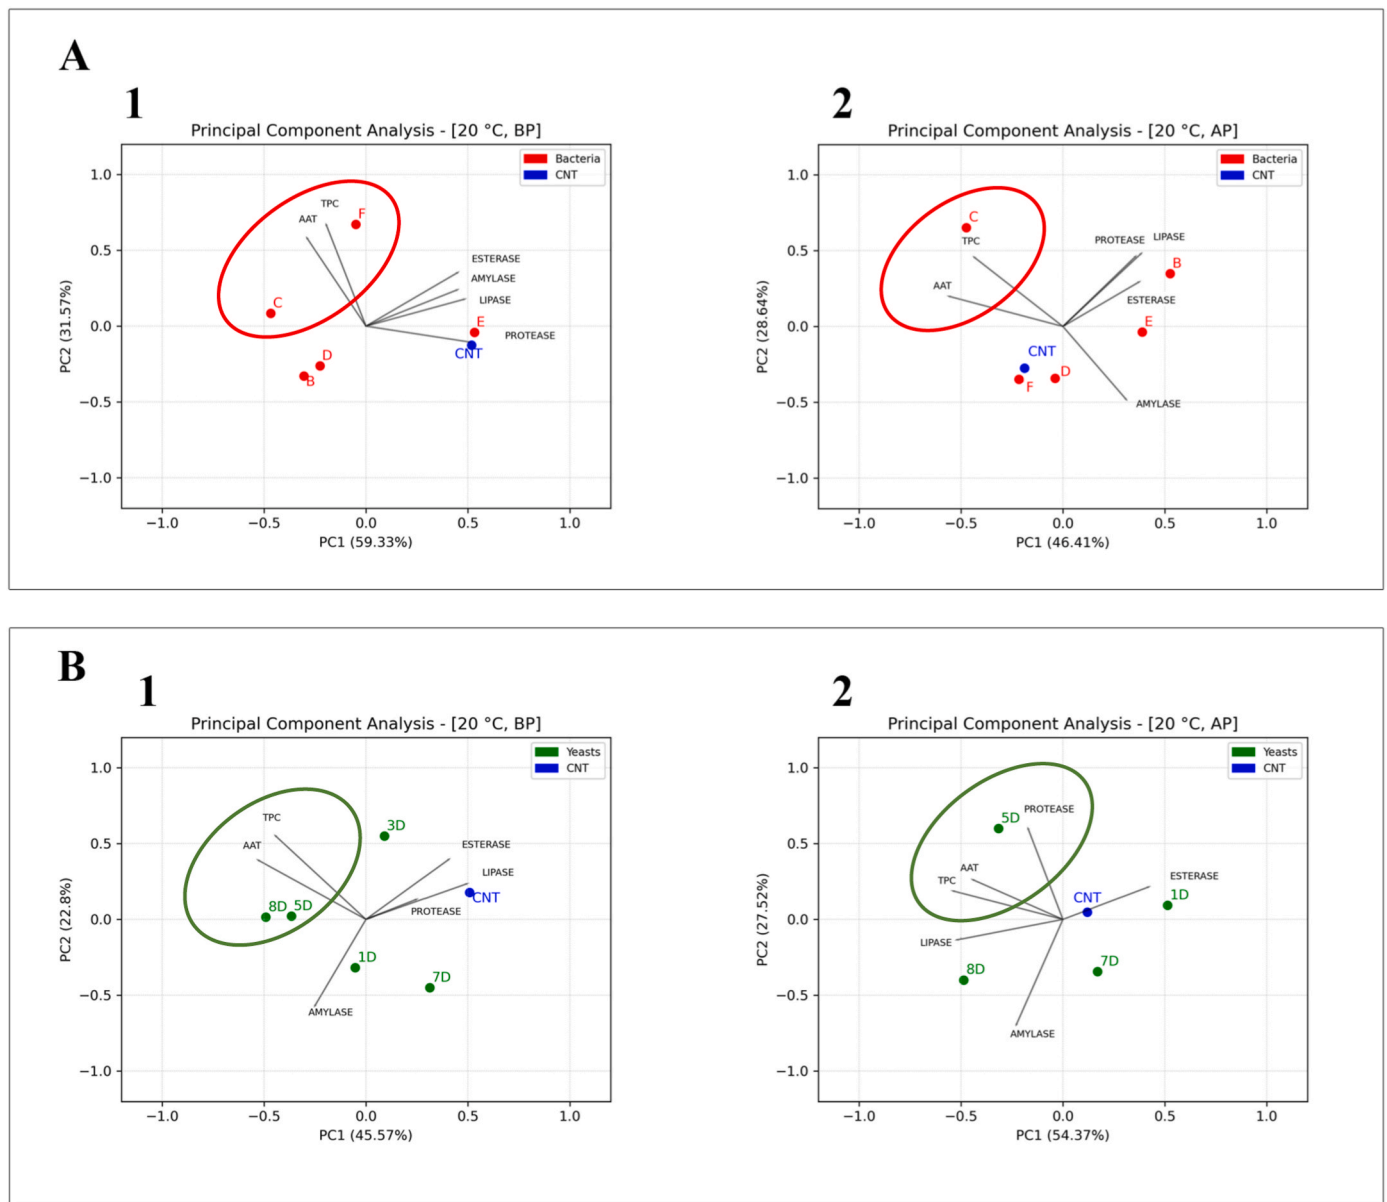 A
1
Principal Component Analysis - [20 °C, BP]
Bacteria
CNT
1.0
0.5
0.0
−0.5
−1.0
PC2 (31.57%)
TPC
AAT
F
C
D
B
ESTERASE
AMYLASE
LIPASE
E
PROTEASE
CNT
−1.0 −0.5 0.0 0.5 1.0
PC1 (59.33%)
2
Principal Component Analysis - [20 °C, AP]
Bacteria
CNT
1.0
0.5
0.0
−0.5
−1.0
PC2 (28.64%)
C
TPC
AAT
PROTEASE LIPASE
B
ESTERASE
E
CNT
F
D
AMYLASE
−1.0 −0.5 0.0 0.5 1.0
PC1 (46.41%)
B
1
Principal Component Analysis - [20 °C, BP]
Yeasts
CNT
1.0
0.5
0.0
−0.5
−1.0
PC2 (22.8%)
TPC
AAT
3D
ESTERASE
LIPASE
CNT
PROTEASE
8D 5D
1D
7D
AMYLASE
−1.0 −0.5 0.0 0.5 1.0
PC1 (45.57%)
2
Principal Component Analysis - [20 °C, AP]
Yeasts
CNT
1.0
0.5
0.0
−0.5
−1.0
PC2 (27.52%)
PROTEASE
5D
AAT
TPC
ESTERASE
1D
CNT
LIPASE
8D
7D
AMYLASE
−1.0 −0.5 0.0 0.5 1.0
PC1 (54.37%)